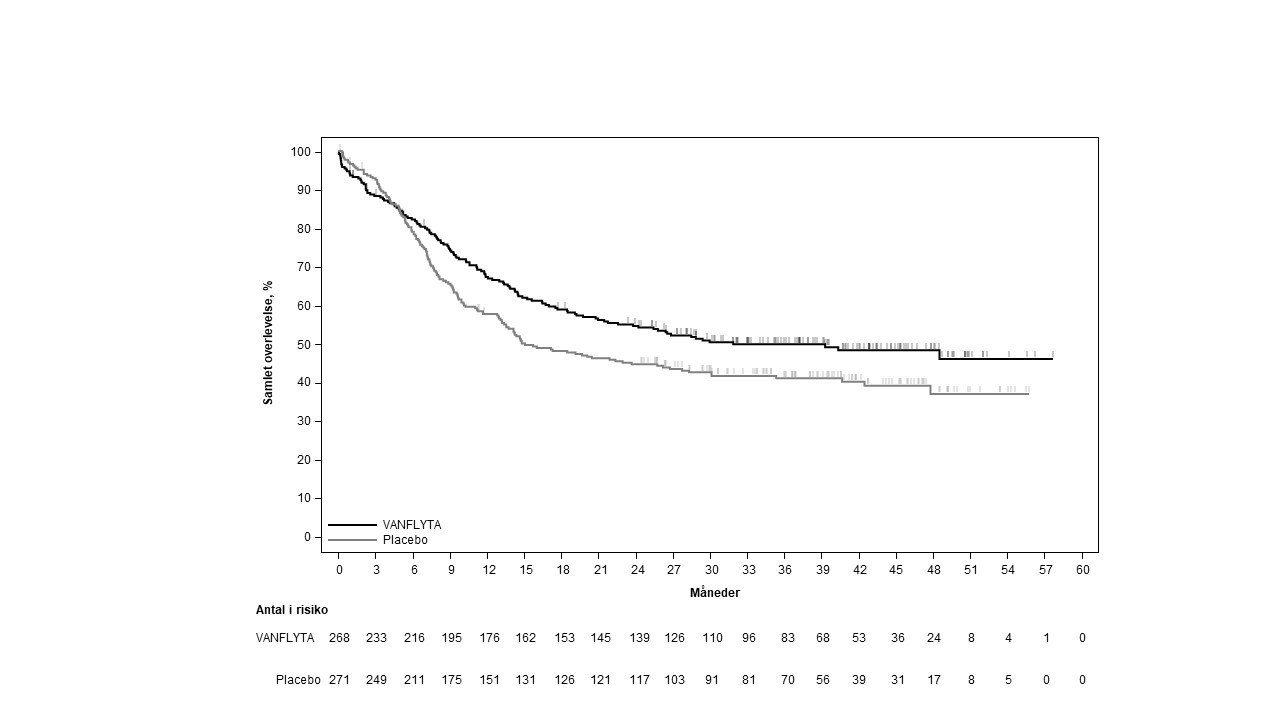 100
90
80
70
60
50
40
30
20
10
0
Samlet overlevelse, %
VANFLYTA
Placebo
0 3 6 9 12 15 18 21 24 27 30 33 36 39 42 45 48 51 54 57 60
Måneder
Antal i risiko
VANFLYTA 268 233 216 195 176 162 153 145 139 126 110 96 83 68 53 36 24 8 4 1 0
Placebo 271 249 211 175 151 131 126 121 117 103 91 81 70 56 39 31 17 8 5 0 0